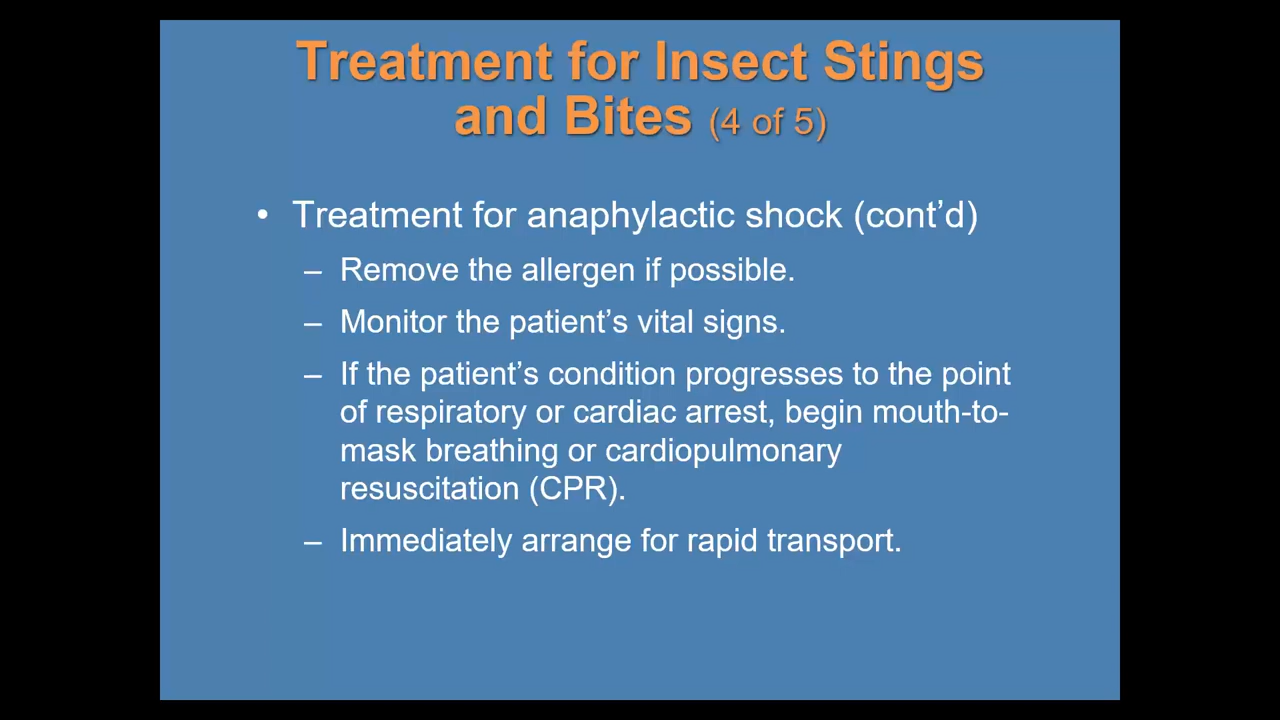 Treatment for Insect Stings
and Bites (4 of 5)
• Treatment for anaphylactic shock (cont’d)
– Remove the allergen if possible.
– Monitor the patient’s vital signs.
– If the patient’s condition progresses to the point
of respiratory or cardiac arrest, begin mouth-to-
mask breathing or cardiopulmonary
resuscitation (CPR).
– Immediately arrange for rapid transport.